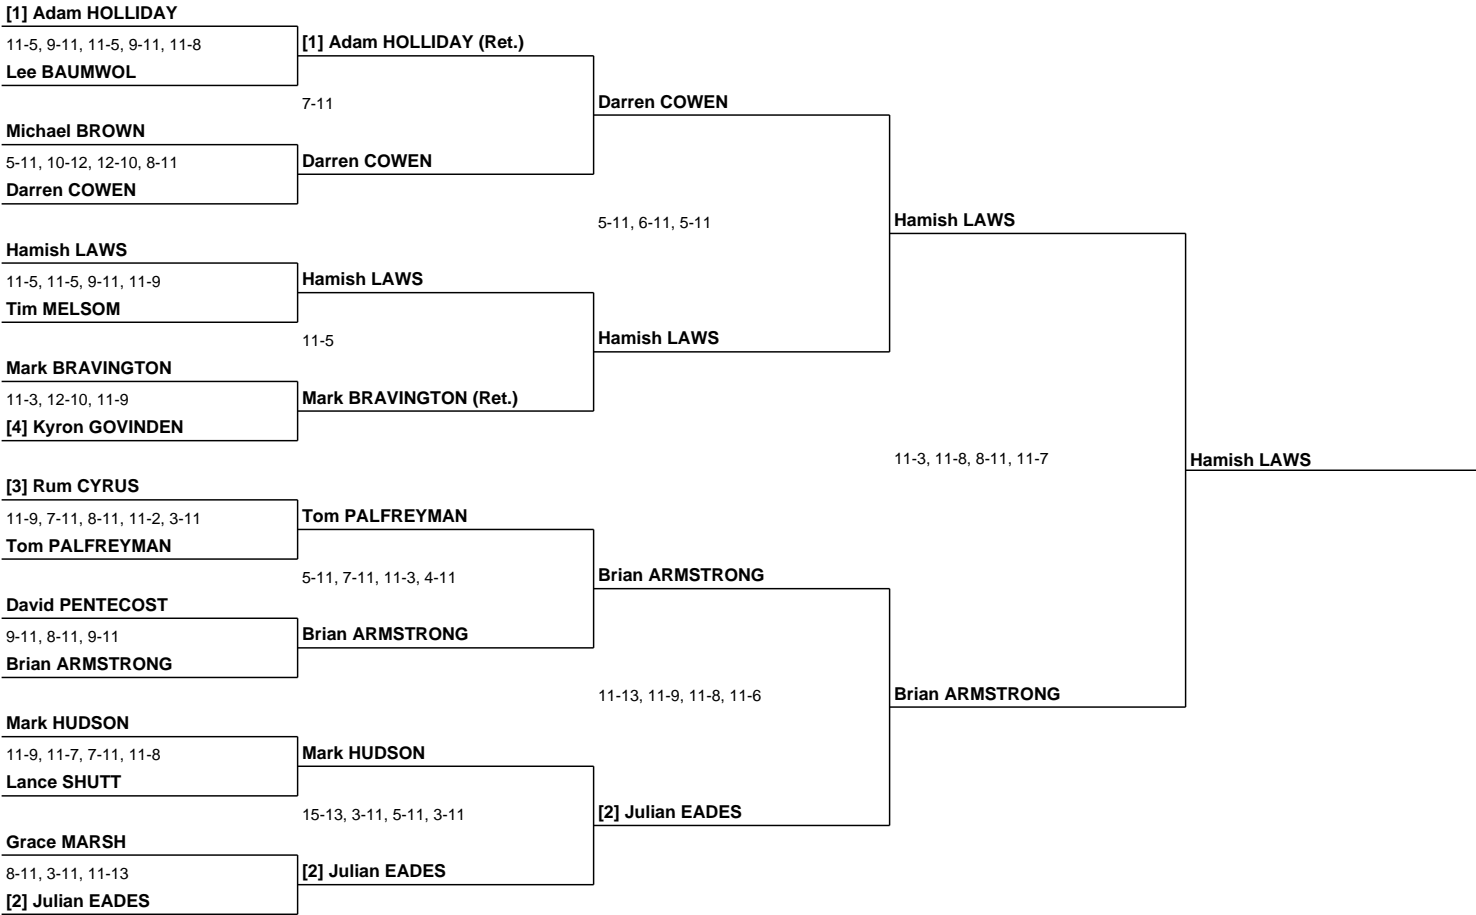 [1] Adam HOLLIDAY
11-5, 9-11, 11-5, 9-11, 11-8
Lee BAUMWOL
Michael BROWN
5-11, 10-12, 12-10, 8-11
Darren COWEN
Hamish LAWS
11-5, 11-5, 9-11, 11-9
Tim MELSOM
Mark BRAVINGTON
11-3, 12-10, 11-9
[4] Kyron GOVINDEN
[3] Rum CYRUS
11-9, 7-11, 8-11, 11-2, 3-11
Tom PALFREYMAN
David PENTECOST
9-11, 8-11, 9-11
Brian ARMSTRONG
Mark HUDSON
11-9, 11-7, 7-11, 11-8
Lance SHUTT
Grace MARSH
8-11, 3-11, 11-13
[2] Julian EADES
[1] Adam HOLLIDAY (Ret.)
7-11
Darren COWEN
Hamish LAWS
11-5
Mark BRAVINGTON (Ret.)
Tom PALFREYMAN
5-11, 7-11, 11-3, 4-11
Brian ARMSTRONG
Mark HUDSON
15-13, 3-11, 5-11, 3-11
[2] Julian EADES
Darren COWEN
5-11, 6-11, 5-11
Hamish LAWS
Brian ARMSTRONG
11-13, 11-9, 11-8, 11-6
[2] Julian EADES
Hamish LAWS
11-3, 11-8, 8-11, 11-7
Brian ARMSTRONG
Hamish LAWS